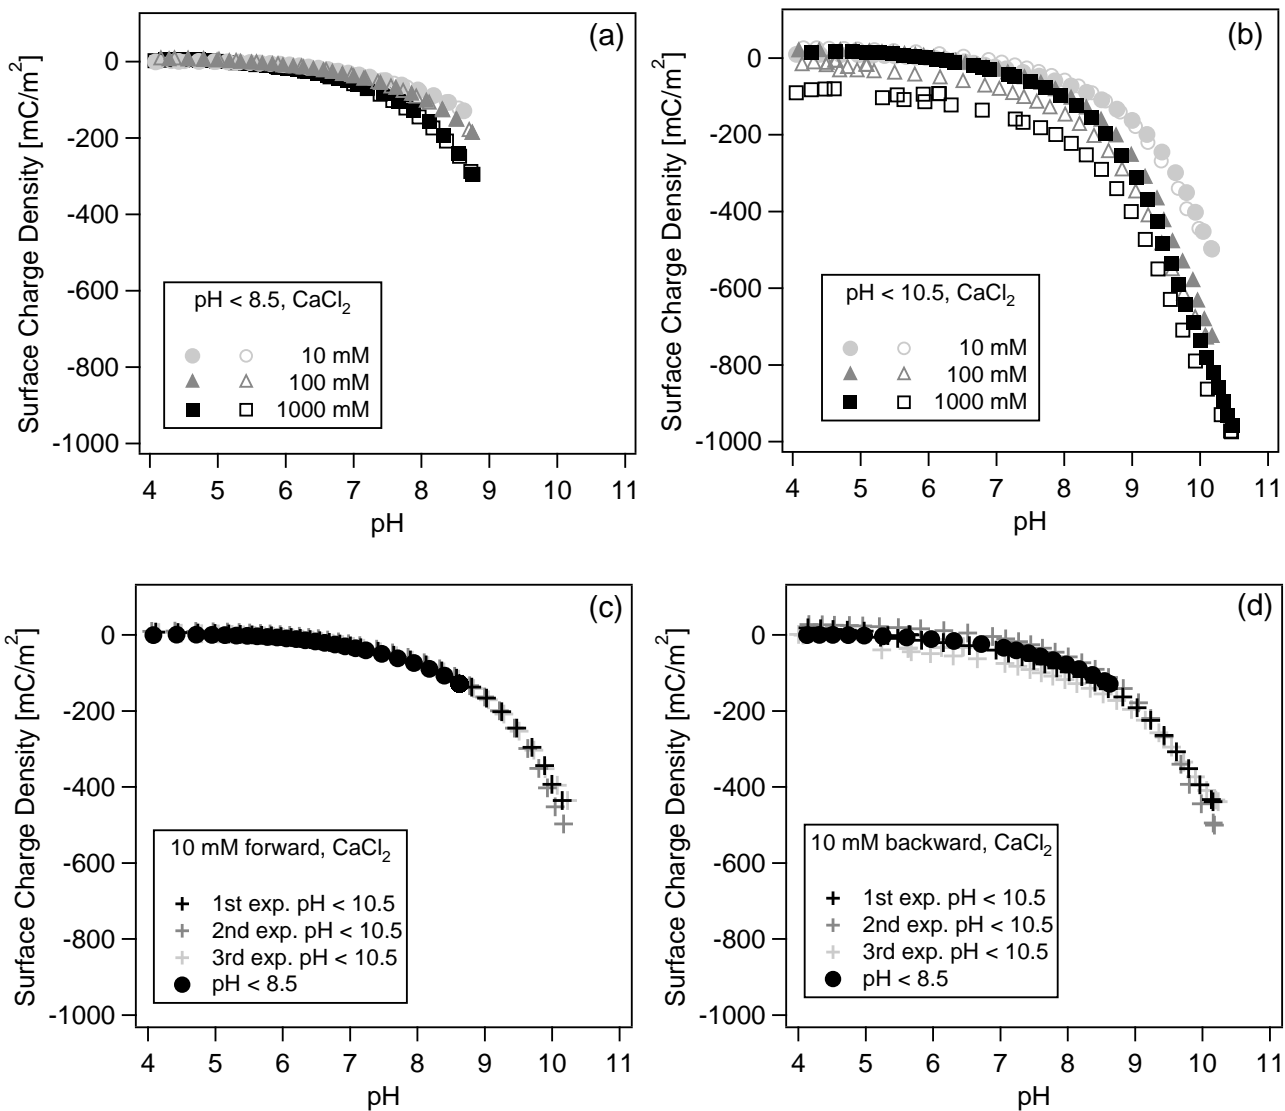 (a)
Surface Charge Density [mC/m²]
0
-200
-400
-600
-800
-1000
pH < 8.5, CaCl₂
10 mM
100 mM
1000 mM
4 5 6 7 8 9 10 11
pH
(b)
Surface Charge Density [mC/m²]
0
-200
-400
-600
-800
-1000
pH < 10.5, CaCl₂
10 mM
100 mM
1000 mM
4 5 6 7 8 9 10 11
pH
(c)
Surface Charge Density [mC/m²]
0
-200
-400
-600
-800
-1000
10 mM forward, CaCl₂
1st exp. pH < 10.5
2nd exp. pH < 10.5
3rd exp. pH < 10.5
pH < 8.5
4 5 6 7 8 9 10 11
pH
(d)
Surface Charge Density [mC/m²]
0
-200
-400
-600
-800
-1000
10 mM backward, CaCl₂
1st exp. pH < 10.5
2nd exp. pH < 10.5
3rd exp. pH < 10.5
pH < 8.5
4 5 6 7 8 9 10 11
pH